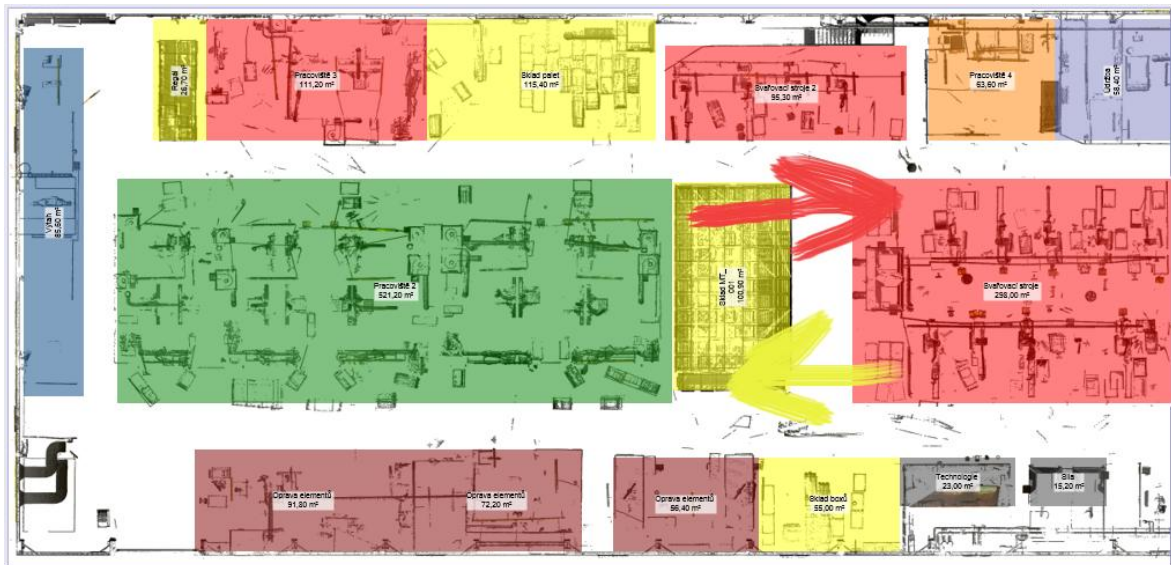 Regál
26,70 m²
Pracoviště 3
111,20 m²
Sklad palet
115,40 m²
Svařovací stroje 2
95,30 m²
Pracoviště 4
63,60 m²
Údržba
58,40 m²
Výtah
85,60 m²
Pracoviště 2
521,20 m²
Sklad MT_
001
100,90 m²
Svařovací stroje
298,00 m²
Oprava elementů
91,80 m²
Oprava elementů
72,20 m²
Oprava elementů
56,40 m²
Sklad boxů
55,00 m²
Technologie
23,00 m²
Sila
15,20 m²